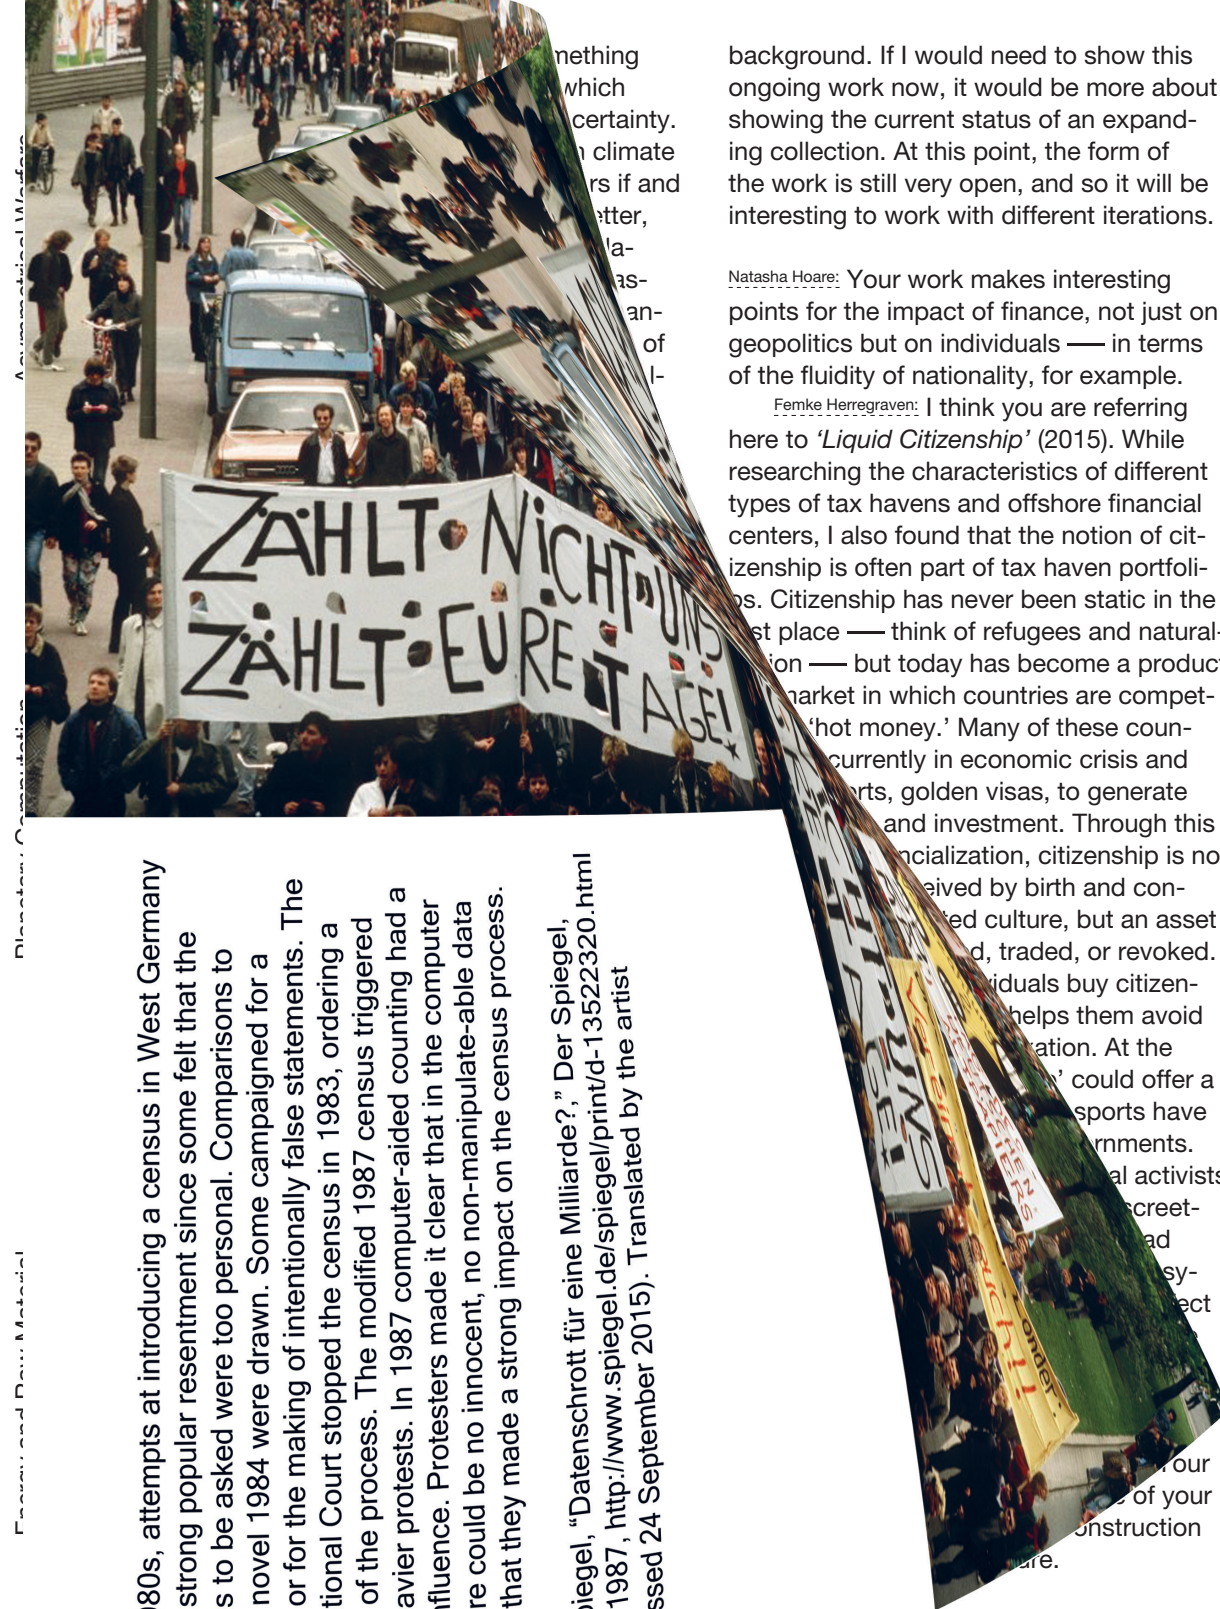 mething
which
certainty.
climate
rs if and
etter,
la-
as-
an-
of
l-
background. If I would need to show this
ongoing work now, it would be more about
showing the current status of an expand-
ing collection. At this point, the form of
the work is still very open, and so it will be
interesting to work with different iterations.
Natasha Hoare: Your work makes interesting
points for the impact of finance, not just on
geopolitics but on individuals — in terms
of the fluidity of nationality, for example.
Femke Herregraven: I think you are referring
here to ‘Liquid Citizenship’ (2015). While
researching the characteristics of different
types of tax havens and offshore financial
centers, I also found that the notion of cit-
izenship is often part of tax haven portfoli-
os. Citizenship has never been static in the
st place — think of refugees and natural-
ion — but today has become a product
market in which countries are compet-
‘hot money.’ Many of these coun-
currently in economic crisis and
orts, golden visas, to generate
and investment. Through this
ncialization, citizenship is no
eived by birth and con-
ted culture, but an asset
d, traded, or revoked.
viduals buy citizen-
helps them avoid
ation. At the
’ could offer a
sports have
rnments.
al activists
screet-
ad
sy-
ect
our
of your
onstruction
ure.
ZÄHLT NICHT UNS
ZÄHLT EURE TAGE!
980s, attempts at introducing a census in West Germany
strong popular resentment since some felt that the
s to be asked were too personal. Comparisons to
novel 1984 were drawn. Some campaigned for a
or for the making of intentionally false statements. The
tional Court stopped the census in 1983, ordering a
of the process. The modified 1987 census triggered
avier protests. In 1987 computer-aided counting had a
nfluence. Protesters made it clear that in the computer
re could be no innocent, no non-manipulate-able data
that they made a strong impact on the census process.
piegel, “Datenschrott für eine Milliarde?,” Der Spiegel,
1987, http://www.spiegel.de/spiegel/print/d-13522320.html
ssed 24 September 2015). Translated by the artist